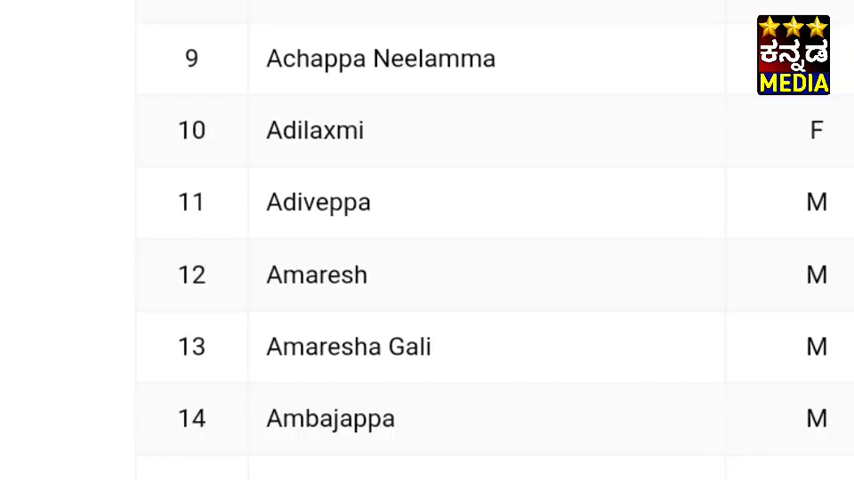 ಕನ್ನಡ
MEDIA
9 Achappa Neelamma
10 Adilaxmi F
11 Adiveppa M
12 Amaresh M
13 Amaresha Gali M
14 Ambajappa M